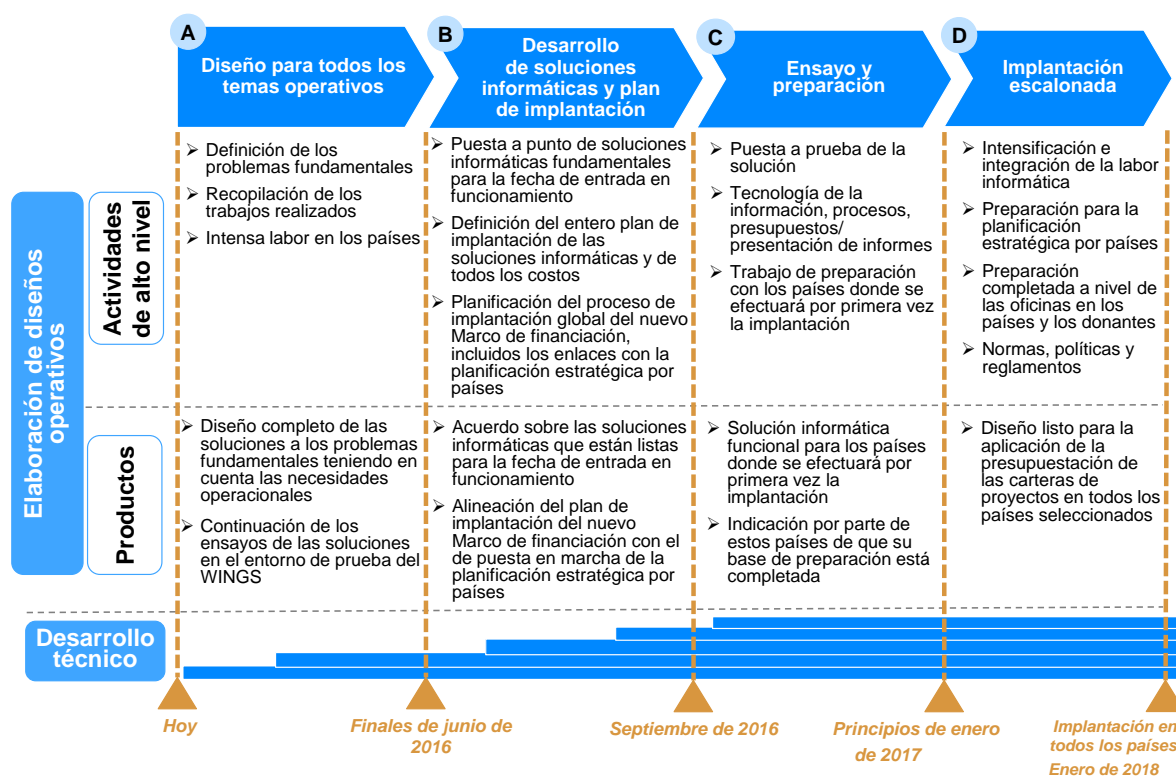 A
Diseño para todos los
temas operativos
B
Desarrollo
de soluciones
informáticas y plan
de implantación
C
Ensayo y
preparación
D
Implantación
escalonada
Elaboración de diseños
operativos
Actividades
de alto nivel
➢ Definición de los
problemas fundamentales
➢ Recopilación de los
trabajos realizados
➢ Intensa labor en los países
➢ Puesta a punto de soluciones
informáticas fundamentales
para la fecha de entrada en
funcionamiento
➢ Definición del entero plan de
implantación de las
soluciones informáticas y de
todos los costos
➢ Planificación del proceso de
implantación global del nuevo
Marco de financiación,
incluidos los enlaces con la
planificación estratégica por
países
➢ Puesta a prueba de la
solución
➢ Tecnología de la
información, procesos,
presupuestos/
presentación de informes
➢ Trabajo de preparación
con los países donde se
efectuará por primera vez
la implantación
➢ Intensificación e
integración de la labor
informática
➢ Preparación para la
planificación
estratégica por países
➢ Preparación
completada a nivel de
las oficinas en los
países y los donantes
➢ Normas, políticas y
reglamentos
Productos
➢ Diseño completo de las
soluciones a los problemas
fundamentales teniendo en
cuenta las necesidades
operacionales
➢ Continuación de los
ensayos de las soluciones
en el entorno de prueba del
WINGS
➢ Acuerdo sobre las soluciones
informáticas que están listas
para la fecha de entrada en
funcionamiento
➢ Alineación del plan de
implantación del nuevo
Marco de financiación con el
de puesta en marcha de la
planificación estratégica por
países
➢ Solución informática
funcional para los países
donde se efectuará por
primera vez la
implantación
➢ Indicación por parte de
estos países de que su
base de preparación está
completada
➢ Diseño listo para la
aplicación de la
presupuestación de
las carteras de
proyectos en todos los
países seleccionados
Desarrollo
técnico
Hoy
Finales de junio de
2016
Septiembre de 2016
Principios de enero
de 2017
Implantación en
todos los países
Enero de 2018